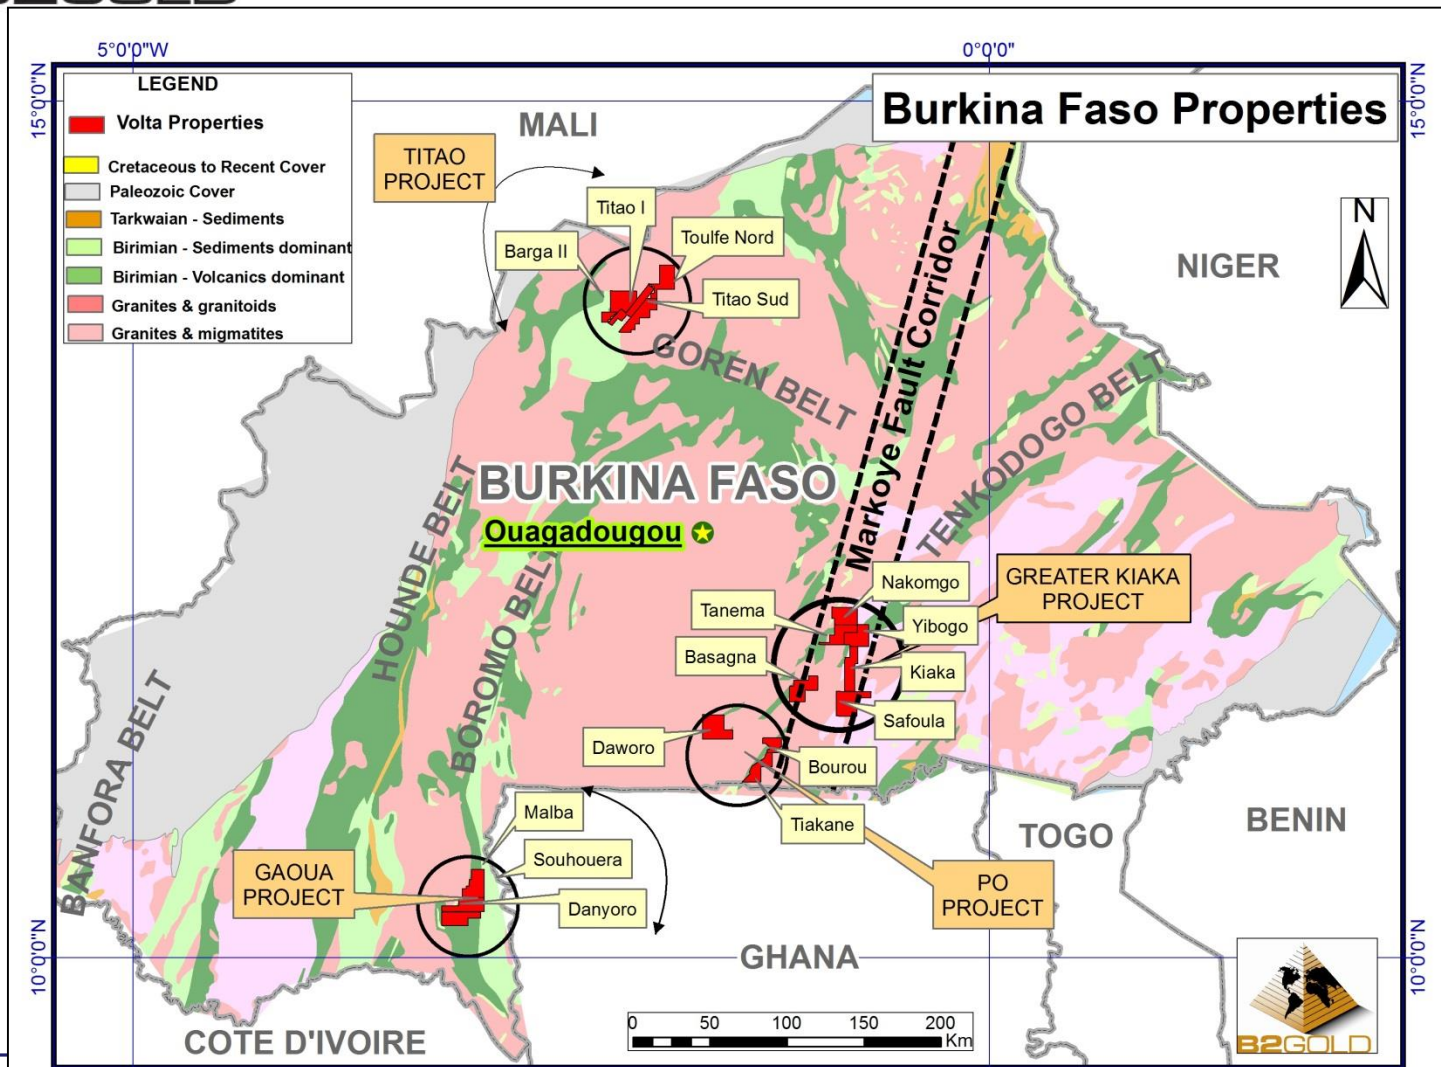 5°0'0"W
0°0'0"
15°0'0"N
15°0'0"N
LEGEND
Volta Properties
Cretaceous to Recent Cover
Paleozoic Cover
Tarkwaian - Sediments
Birimian - Sediments dominant
Birimian - Volcanics dominant
Granites & granitoids
Granites & migmatites
Burkina Faso Properties
MALI
TITAO
PROJECT
Titao I
Toulfe Nord
Barga II
Titao Sud
N
NIGER
GOREN BELT
Markoye Fault Corridor
TENKODOGO BELT
BURKINA FASO
Ouagadougou
HOUNDE BELT
BOROMO BELT
BANFORA BELT
Nakomgo
GREATER KIAKA
PROJECT
Tanema
Yibogo
Basagna
Kiaka
Safoula
Daworo
Bourou
Tiakane
Malba
Souhouera
Danyoro
GAOUA
PROJECT
PO
PROJECT
TOGO
BENIN
GHANA
COTE D'IVOIRE
10°0'0"N
10°0'0"N
0 50 100 150 200
Km
B2GOLD